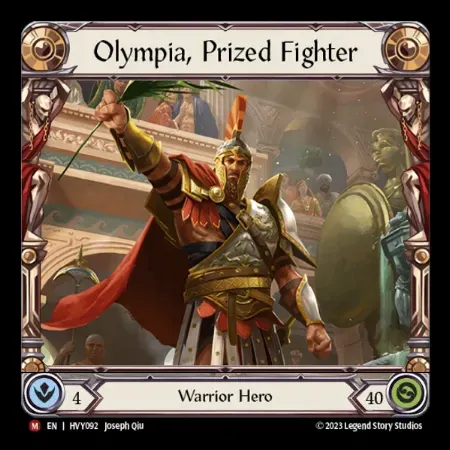 Olympia, Prized Fighter
4
Warrior Hero
40
M EN | HVY092 Joseph Qiu
© 2023 Legend Story Studios